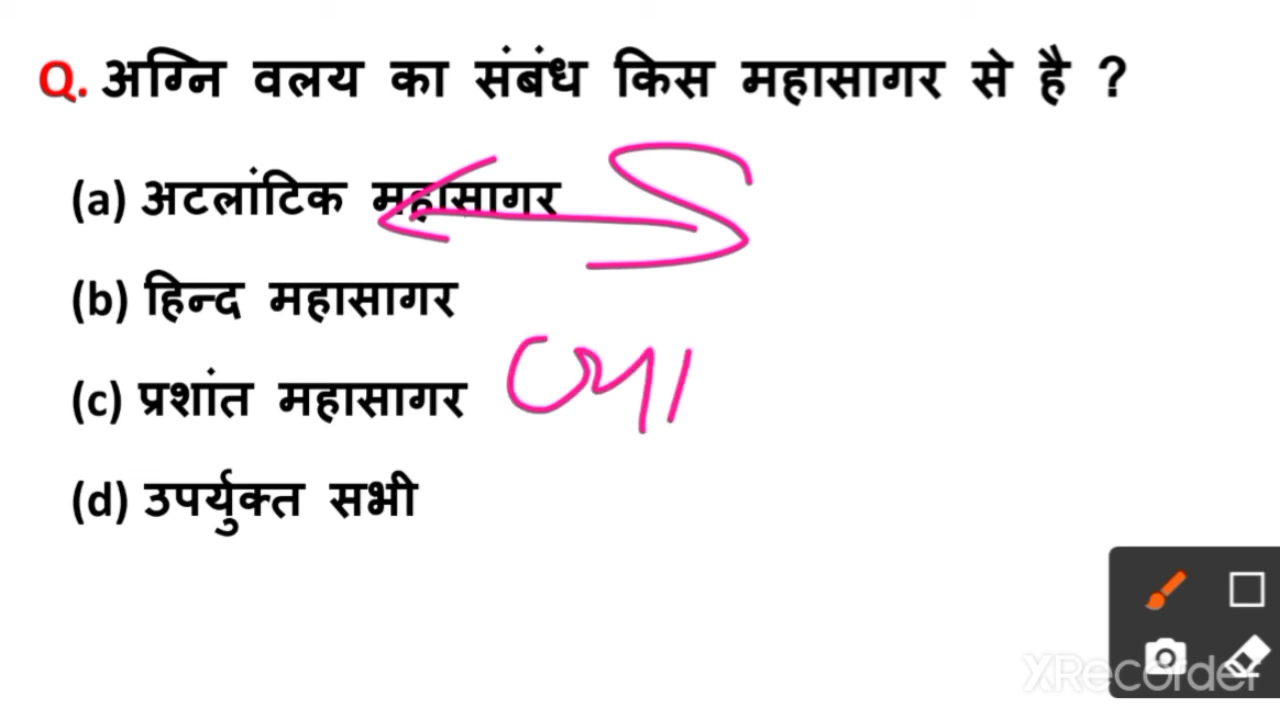 Q. अग्नि वलय का संबंध किस महासागर से है ?
(a) अटलांटिक महासागर
(b) हिन्द महासागर
(c) प्रशांत महासागर
(d) उपर्युक्त सभी
XRecorder